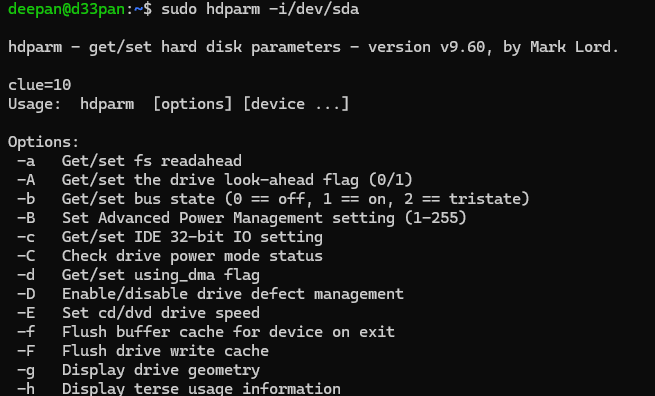 deepan@d33pan:~$ sudo hdparm -i/dev/sda
hdparm - get/set hard disk parameters - version v9.60, by Mark Lord.
clue=10
Usage:  hdparm  [options] [device ...]
Options:
 -a   Get/set fs readahead
 -A   Get/set the drive look-ahead flag (0/1)
 -b   Get/set bus state (0 == off, 1 == on, 2 == tristate)
 -B   Set Advanced Power Management setting (1-255)
 -c   Get/set IDE 32-bit IO setting
 -C   Check drive power mode status
 -d   Get/set using_dma flag
 -D   Enable/disable drive defect management
 -E   Set cd/dvd drive speed
 -f   Flush buffer cache for device on exit
 -F   Flush drive write cache
 -g   Display drive geometry
 -h   Display terse usage information